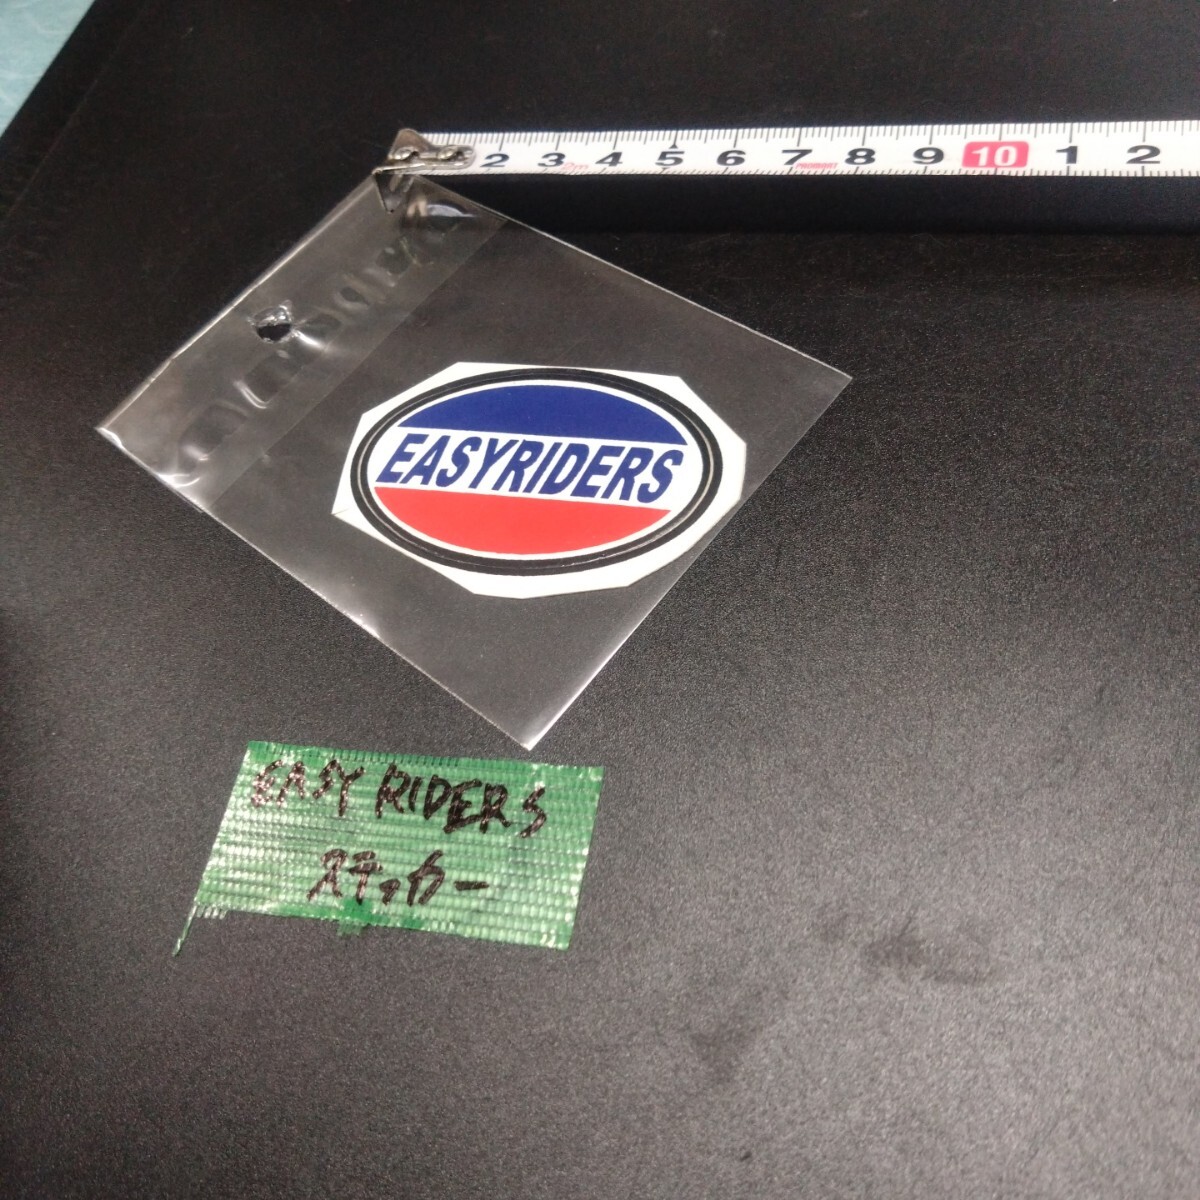 2 3 4 5 6 7 8 9 10 1 2
2m
EASYRIDERS
EASY RIDERS
ステッカー